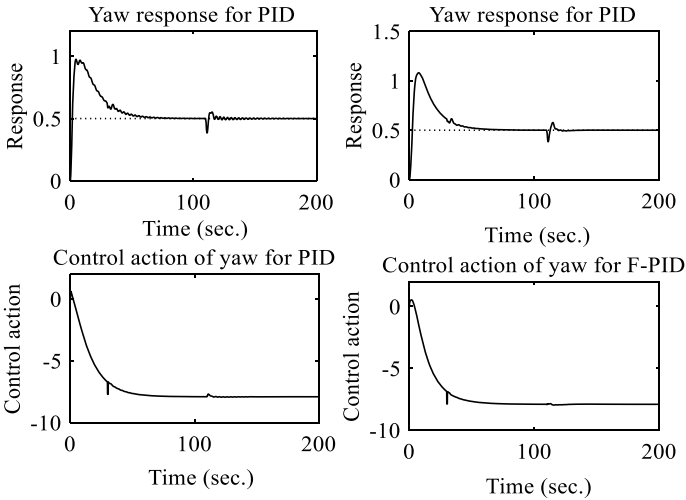 Yaw response for PID
Response
1
0.5
0
0
100
200
Time (sec.)
Yaw response for PID
Response
1.5
1
0.5
0
0
100
200
Time (sec.)
Control action of yaw for PID
Control action
0
-5
-10
0
100
200
Time (sec.)
Control action of yaw for F-PID
Control action
0
-5
-10
0
100
200
Time (sec.)